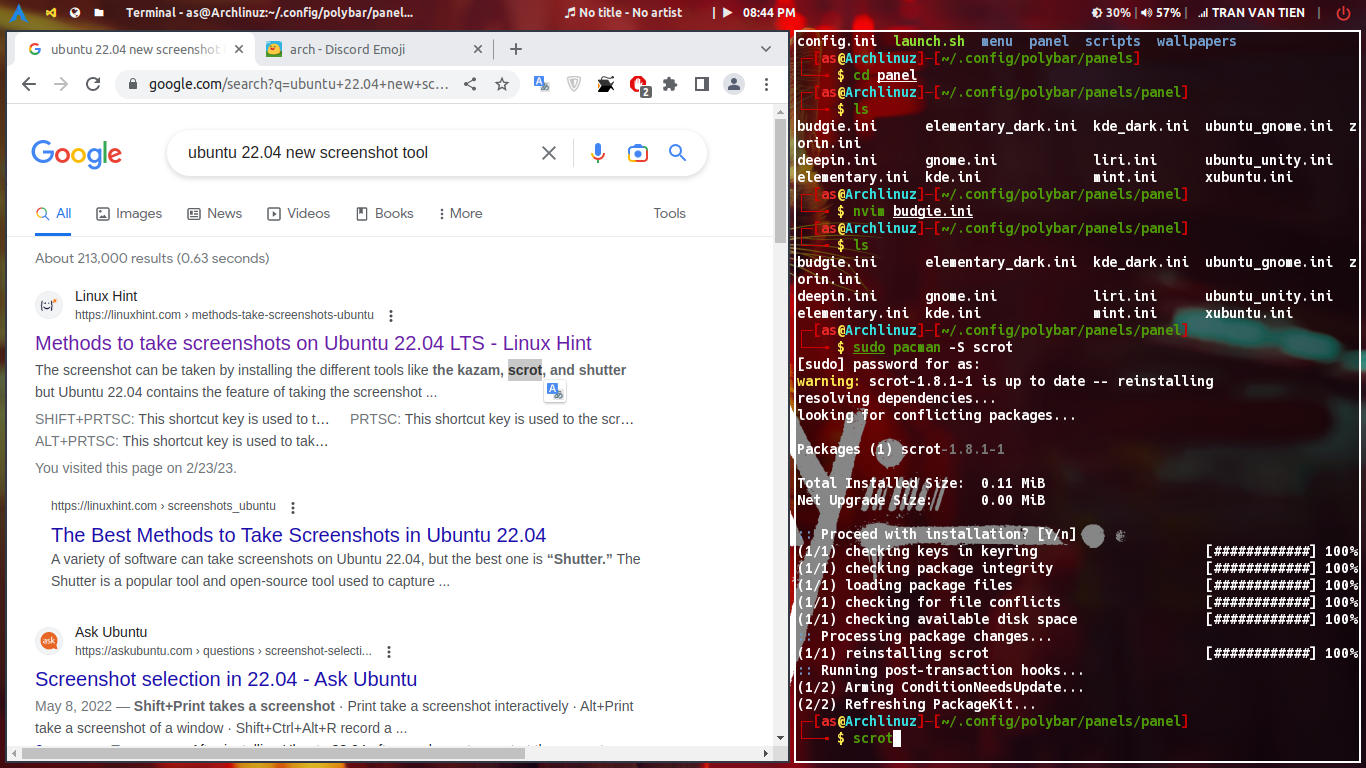 Terminal - as@Archlinuz:~/.config/polybar/panel...
No title - No artist
08:44 PM
30%
57%
TRAN VAN TIEN
ubuntu 22.04 new screenshot
arch - Discord Emoji
google.com/search?q=ubuntu+22.04+new+sc...
2
Google
ubuntu 22.04 new screenshot tool
All
Images
News
Videos
Books
More
Tools
About 213,000 results (0.63 seconds)
Linux Hint
https://linuxhint.com › methods-take-screenshots-ubuntu
Methods to take screenshots on Ubuntu 22.04 LTS - Linux Hint
The screenshot can be taken by installing the different tools like the kazam, scrot, and shutter
but Ubuntu 22.04 contains the feature of taking the screenshot ...
SHIFT+PRTSC: This shortcut key is used to t… PRTSC: This shortcut key is used to the scr…
ALT+PRTSC: This shortcut key is used to tak…
You visited this page on 2/23/23.
https://linuxhint.com › screenshots_ubuntu
The Best Methods to Take Screenshots in Ubuntu 22.04
A variety of software can take screenshots on Ubuntu 22.04, but the best one is “Shutter.” The
Shutter is a popular tool and open-source tool used to capture ...
ask
Ask Ubuntu
https://askubuntu.com › questions › screenshot-selecti...
Screenshot selection in 22.04 - Ask Ubuntu
May 8, 2022 — Shift+Print takes a screenshot · Print take a screenshot interactively · Alt+Print
take a screenshot of a window · Shift+Ctrl+Alt+R record a ...
config.ini launch.sh menu panel scripts wallpapers
[as@Archlinuz]-[~/.config/polybar/panels]
$ cd panel
[as@Archlinuz]-[~/.config/polybar/panels/panel]
$ ls
budgie.ini elementary_dark.ini kde_dark.ini ubuntu_gnome.ini z
orin.ini
deepin.ini gnome.ini liri.ini ubuntu_unity.ini
elementary.ini kde.ini mint.ini xubuntu.ini
[as@Archlinuz]-[~/.config/polybar/panels/panel]
$ nvim budgie.ini
[as@Archlinuz]-[~/.config/polybar/panels/panel]
$ ls
budgie.ini elementary_dark.ini kde_dark.ini ubuntu_gnome.ini z
orin.ini
deepin.ini gnome.ini liri.ini ubuntu_unity.ini
elementary.ini kde.ini mint.ini xubuntu.ini
[as@Archlinuz]-[~/.config/polybar/panels/panel]
$ sudo pacman -S scrot
[sudo] password for as:
warning: scrot-1.8.1-1 is up to date -- reinstalling
resolving dependencies...
looking for conflicting packages...
Packages (1) scrot-1.8.1-1
Total Installed Size: 0.11 MiB
Net Upgrade Size: 0.00 MiB
:: Proceed with installation? [Y/n]
(1/1) checking keys in keyring [############] 100%
(1/1) checking package integrity [############] 100%
(1/1) loading package files [############] 100%
(1/1) checking for file conflicts [############] 100%
(1/1) checking available disk space [############] 100%
:: Processing package changes...
(1/1) reinstalling scrot [############] 100%
:: Running post-transaction hooks...
(1/2) Arming ConditionNeedsUpdate...
(2/2) Refreshing PackageKit...
[as@Archlinuz]-[~/.config/polybar/panels/panel]
$ scrot